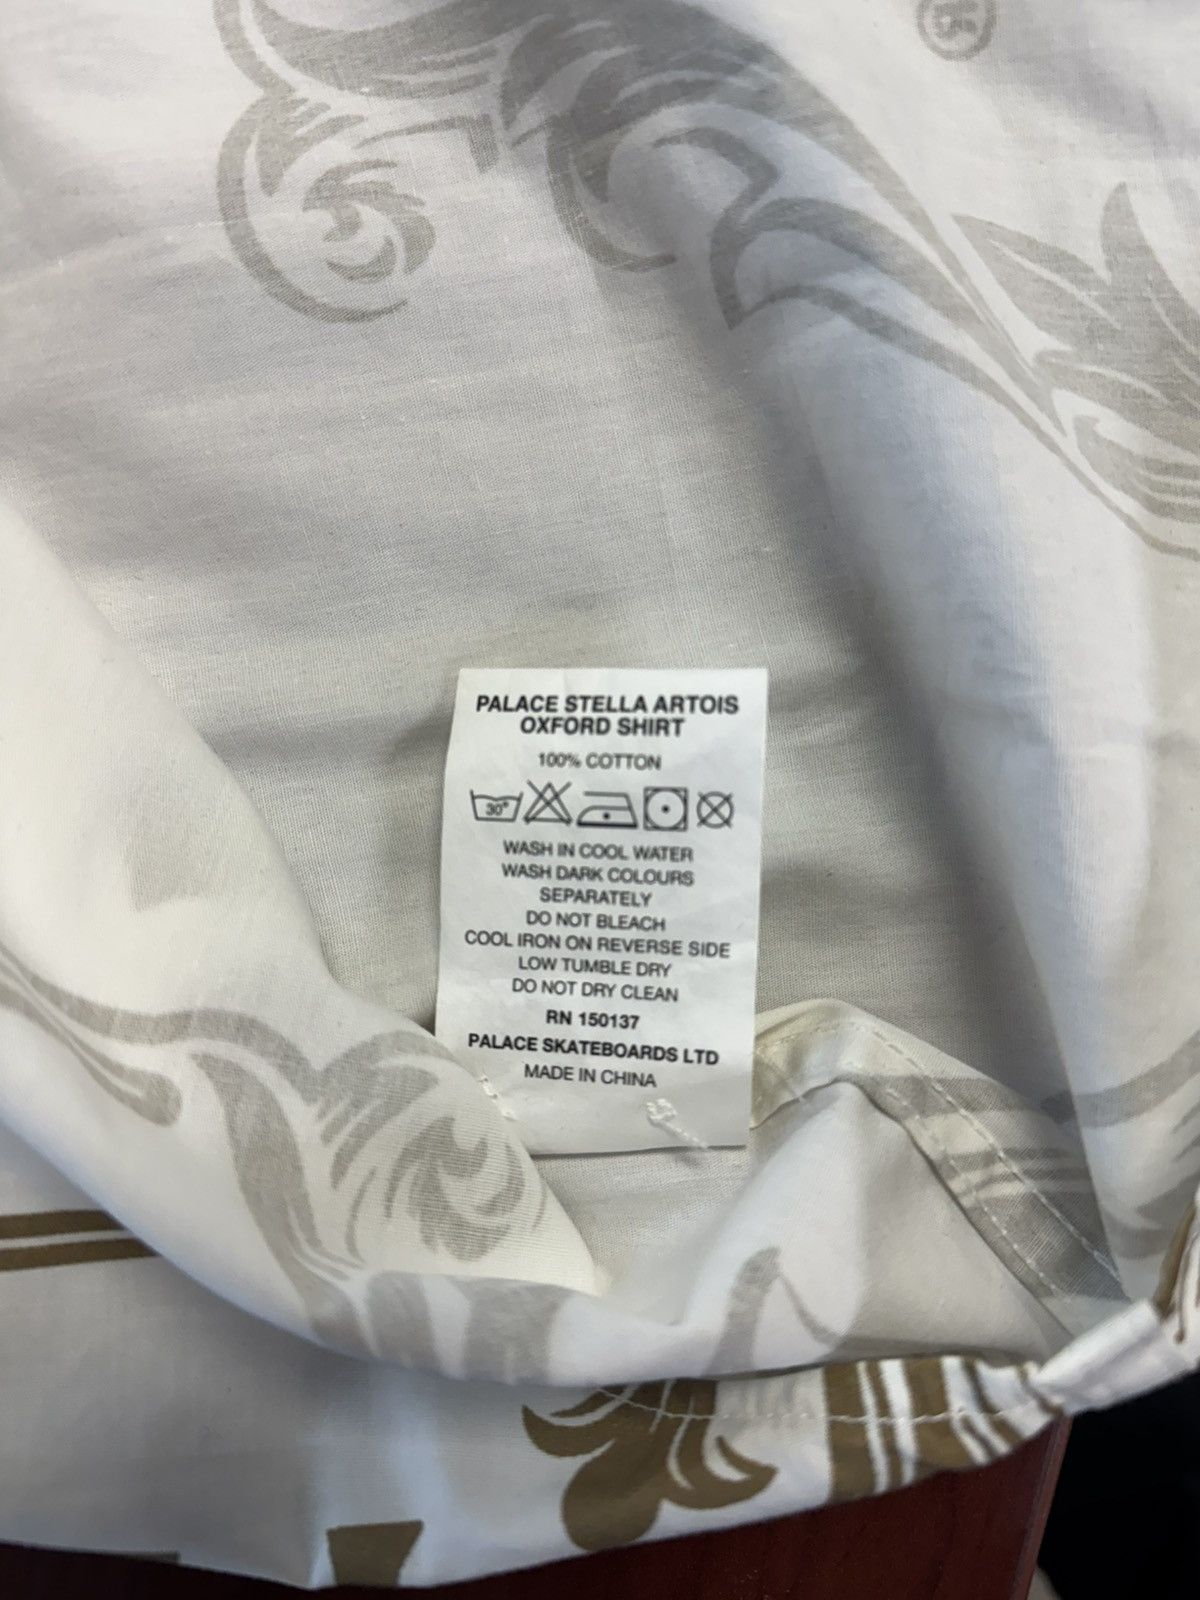 PALACE STELLA ARTOIS
OXFORD SHIRT
100% COTTON
30°
WASH IN COOL WATER
WASH DARK COLOURS
SEPARATELY
DO NOT BLEACH
COOL IRON ON REVERSE SIDE
LOW TUMBLE DRY
DO NOT DRY CLEAN
RN 150137
PALACE SKATEBOARDS LTD
MADE IN CHINA